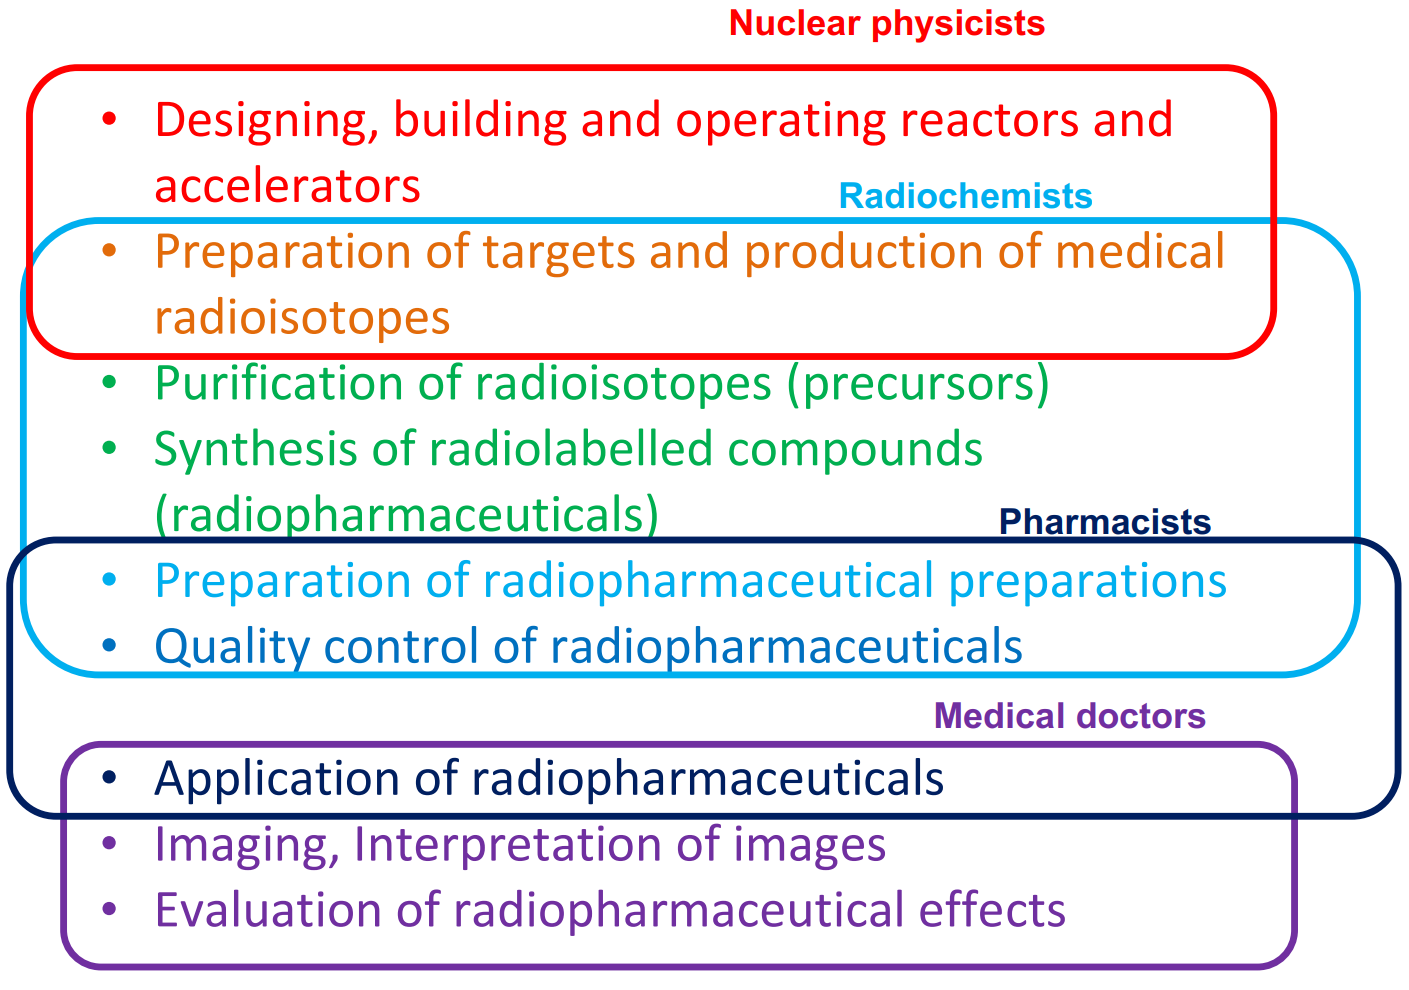 Nuclear physicists
• Designing, building and operating reactors and
accelerators
Radiochemists
• Preparation of targets and production of medical
radioisotopes
• Purification of radioisotopes (precursors)
• Synthesis of radiolabelled compounds
(radiopharmaceuticals)
Pharmacists
• Preparation of radiopharmaceutical preparations
• Quality control of radiopharmaceuticals
Medical doctors
• Application of radiopharmaceuticals
• Imaging, Interpretation of images
• Evaluation of radiopharmaceutical effects